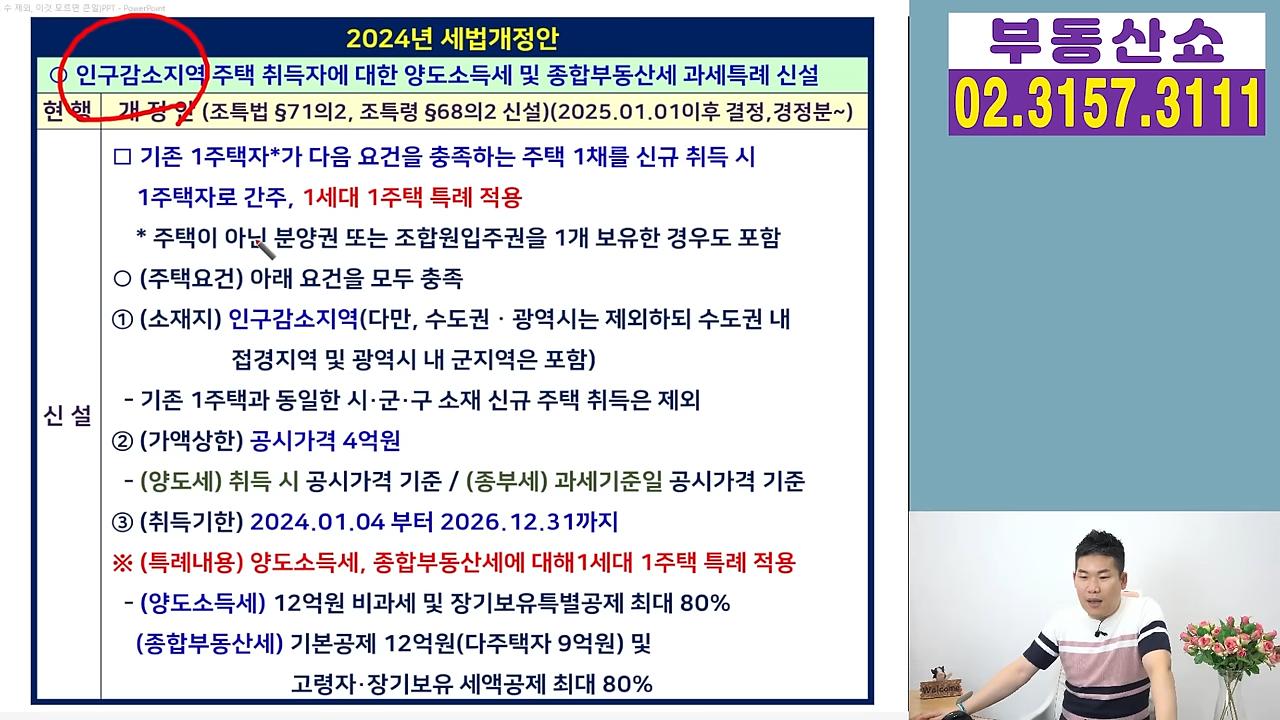 수 제외, 이것 모르면 큰일)PPT - PowerPoint
2024년 세법개정안
○ 인구감소지역 주택 취득자에 대한 양도소득세 및 종합부동산세 과세특례 신설
현 행 개 정 안 (조특법 §71의2, 조특령 §68의2 신설)(2025.01.01이후 결정,경정분~)
신 설
□ 기존 1주택자*가 다음 요건을 충족하는 주택 1채를 신규 취득 시
1주택자로 간주, 1세대 1주택 특례 적용
* 주택이 아닌 분양권 또는 조합원입주권을 1개 보유한 경우도 포함
○ (주택요건) 아래 요건을 모두 충족
① (소재지) 인구감소지역(다만, 수도권 · 광역시는 제외하되 수도권 내
접경지역 및 광역시 내 군지역은 포함)
- 기존 1주택과 동일한 시·군·구 소재 신규 주택 취득은 제외
② (가액상한) 공시가격 4억원
- (양도세) 취득 시 공시가격 기준 / (종부세) 과세기준일 공시가격 기준
③ (취득기한) 2024.01.04 부터 2026.12.31까지
※ (특례내용) 양도소득세, 종합부동산세에 대해1세대 1주택 특례 적용
- (양도소득세) 12억원 비과세 및 장기보유특별공제 최대 80%
(종합부동산세) 기본공제 12억원(다주택자 9억원) 및
고령자·장기보유 세액공제 최대 80%
부동산쇼
02.3157.3111
Welcome